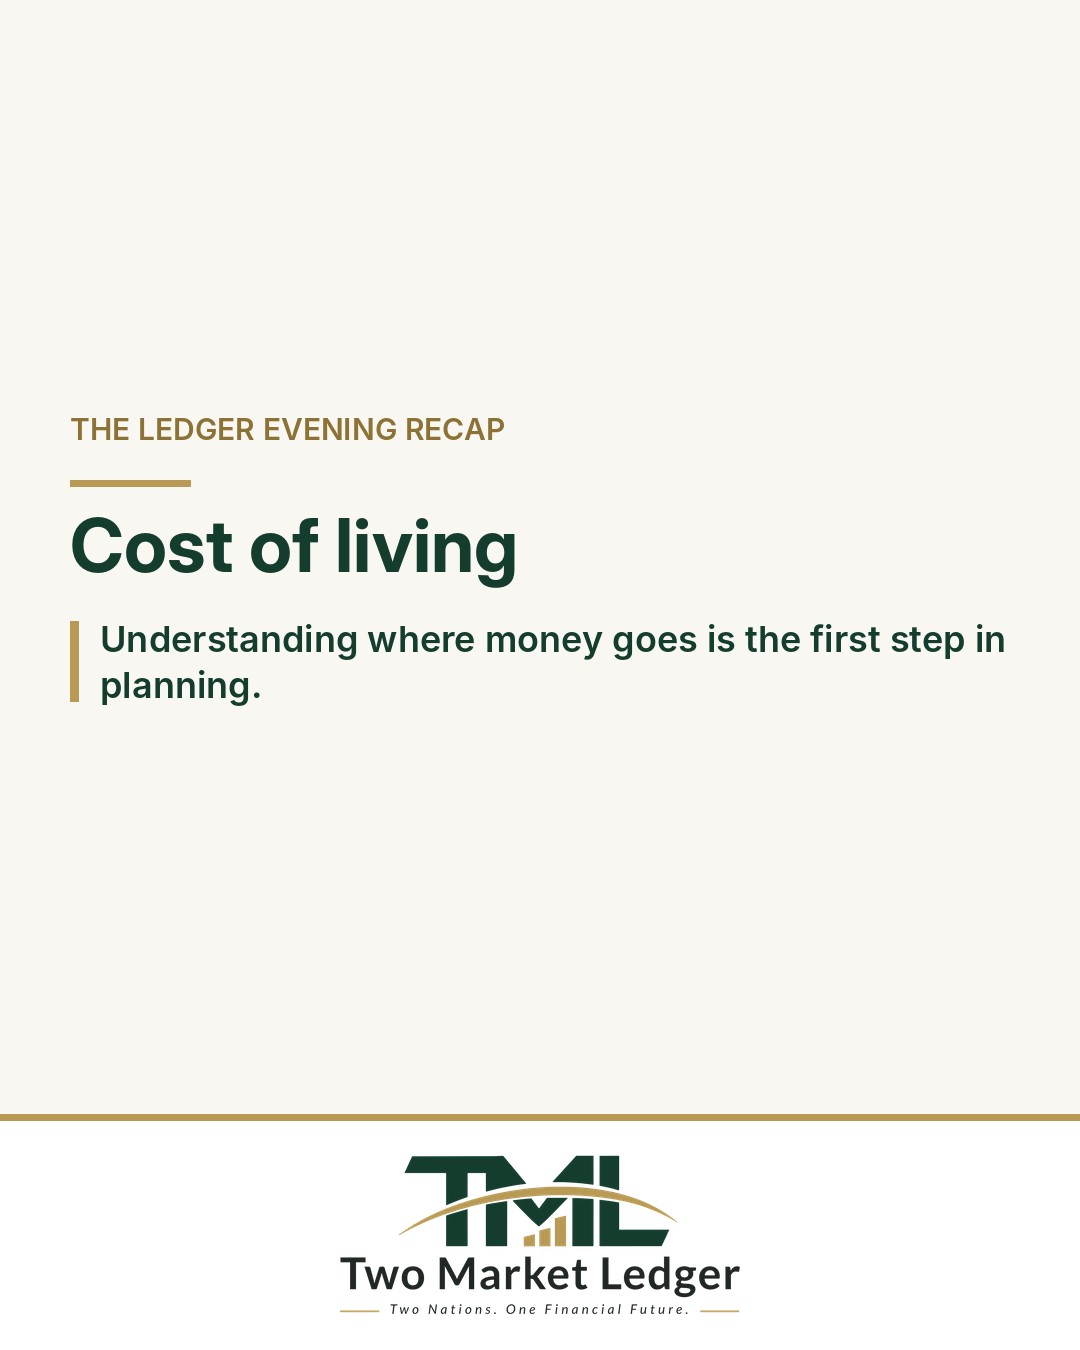 THE LEDGER EVENING RECAP
Cost of living
Understanding where money goes is the first step in
planning.
TML
Two Market Ledger
Two Nations. One Financial Future.